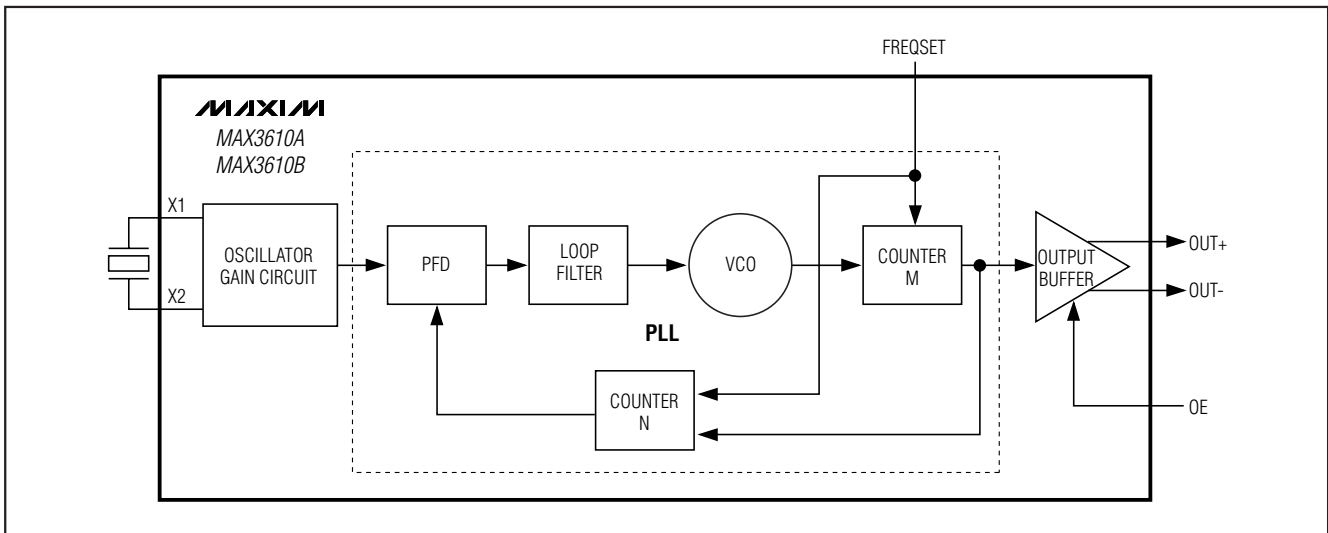 FREQSET
MAXIM
MAX3610A
MAX3610B
X1
X2
OSCILLATOR
GAIN CIRCUIT
PFD
LOOP
FILTER
VCO
COUNTER
M
OUTPUT
BUFFER
OUT+
OUT-
PLL
COUNTER
N
OE